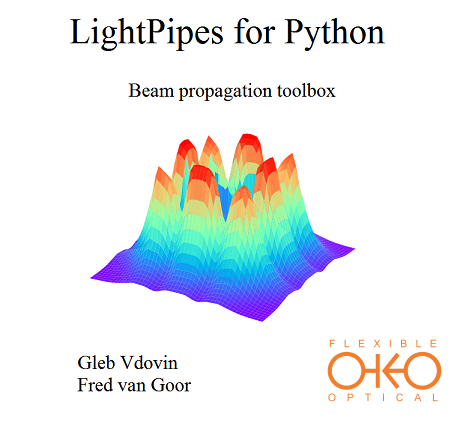 LightPipes for Python
Beam propagation toolbox
Gleb Vdovin
Fred van Goor
FLEXIBLE
OKO
OPTICAL